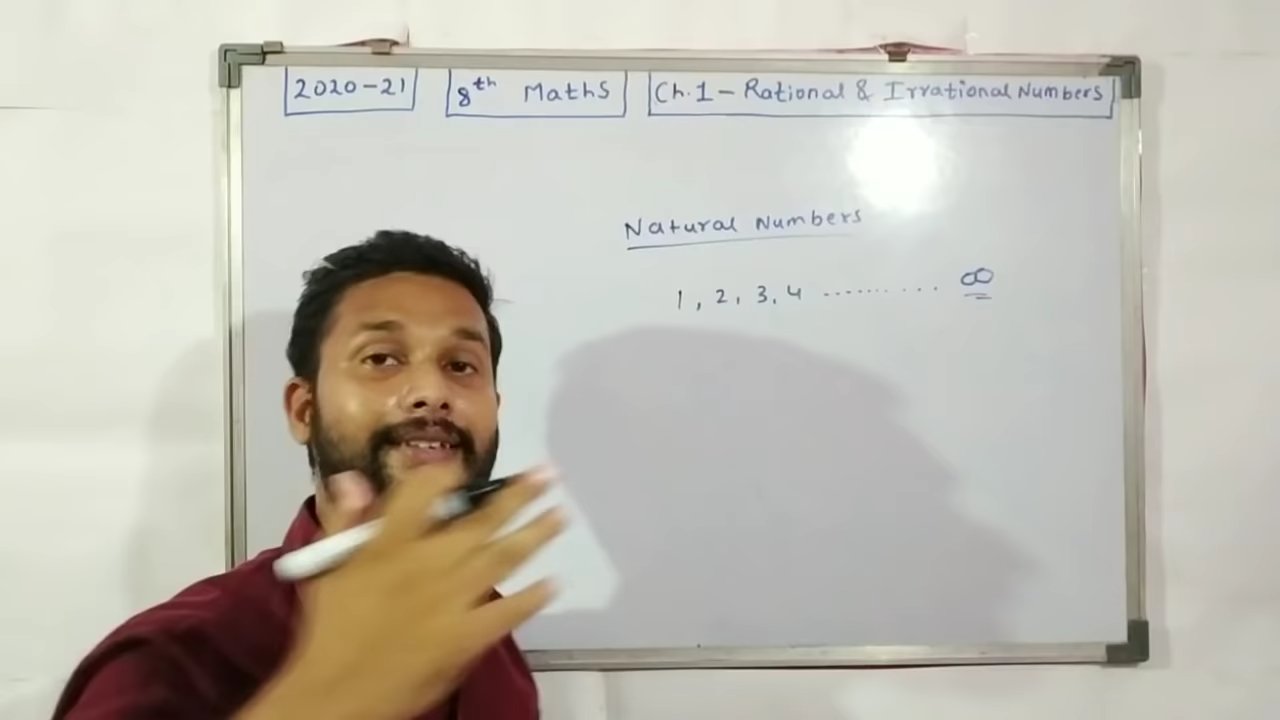 2020-21 8th Maths Ch.1- Rational & Irrational Numbers
Natural Numbers
1, 2, 3, 4 .......... ∞